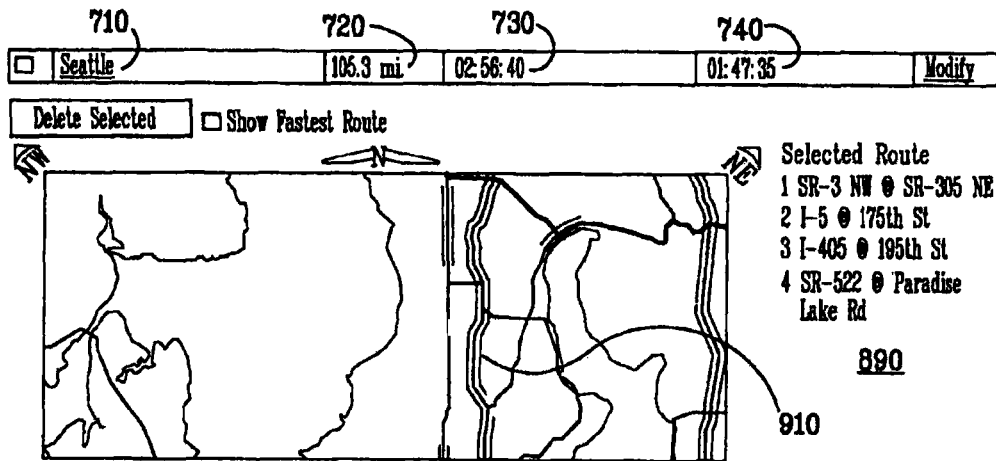 710
720
730
740
Seattle 105.3 mi. 02:56:40 01:47:35 Modify
Delete Selected Show Fastest Route
NW
N
NE
Selected Route
1 SR-3 NW @ SR-305 NE
2 I-5 @ 175th St
3 I-405 @ 195th St
4 SR-522 @ Paradise
Lake Rd
890
910